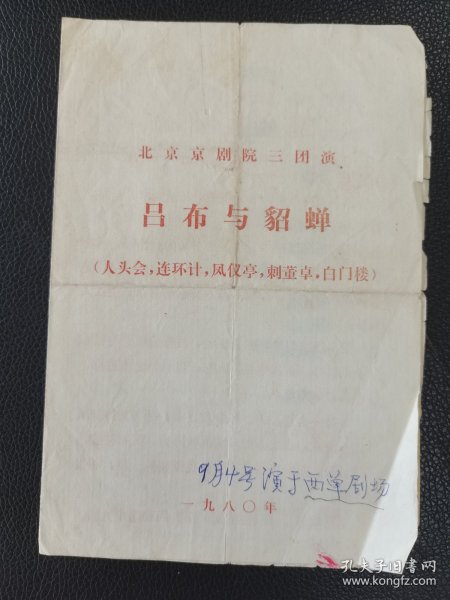 北京京剧院三团演
吕布与貂蝉
（人头会，连环计，凤仪亭，刺董卓，白门楼）
9月4号演于西单剧场
一九八〇年
孔夫子旧书网
www.kongfz.com